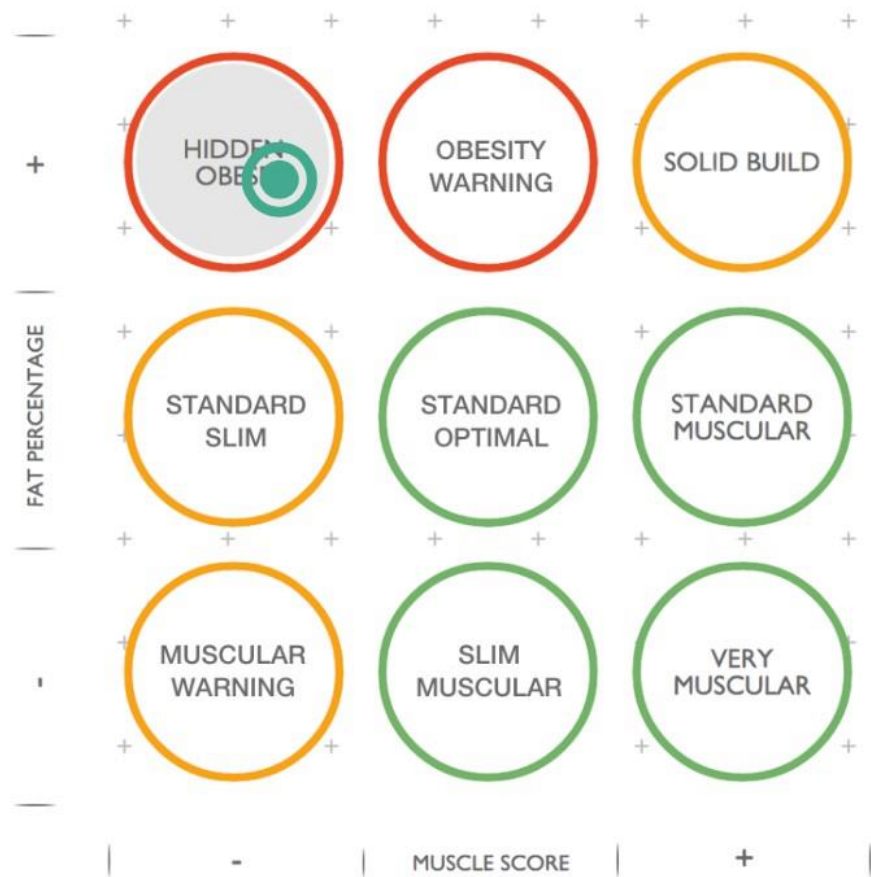 HIDDEN
OBESE
OBESITY
WARNING
SOLID BUILD
+
STANDARD
SLIM
STANDARD
OPTIMAL
STANDARD
MUSCULAR
FAT PERCENTAGE
MUSCULAR
WARNING
SLIM
MUSCULAR
VERY
MUSCULAR
-
- MUSCLE SCORE +